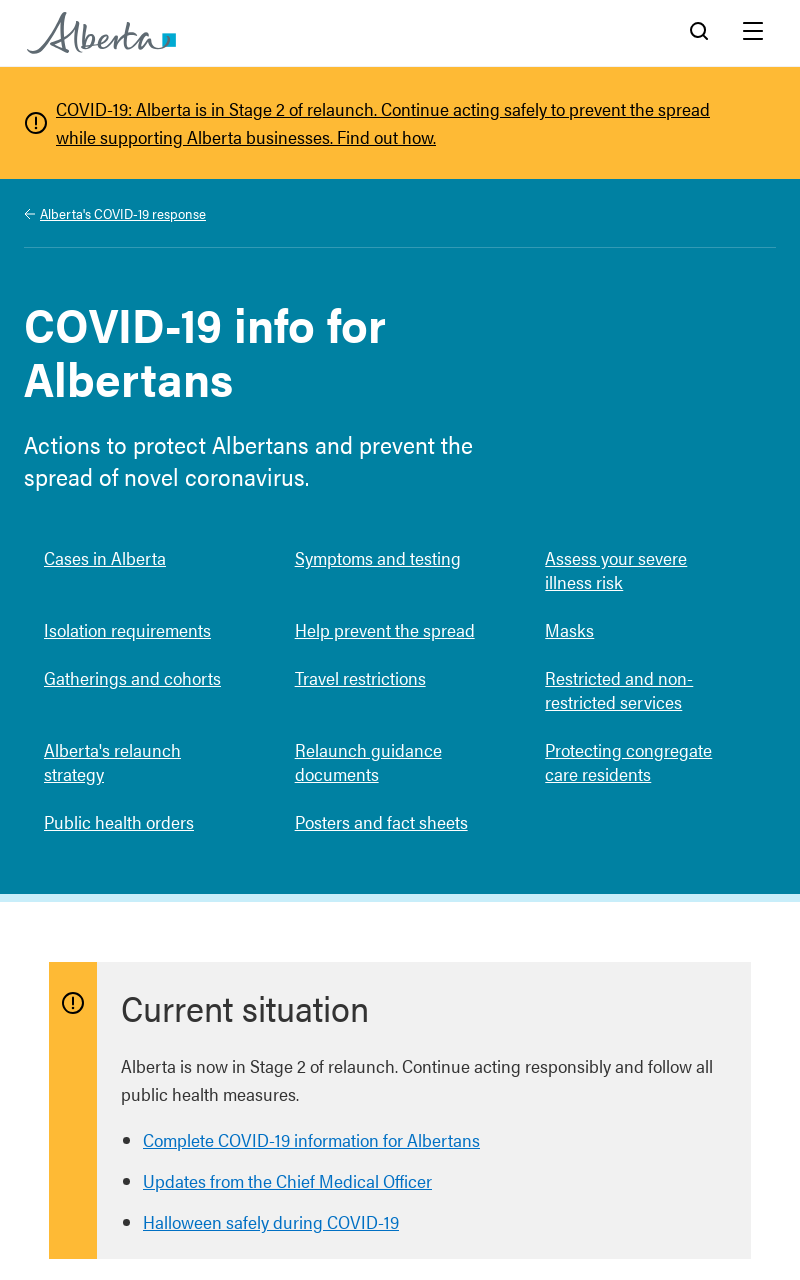 Alberta
COVID-19: Alberta is in Stage 2 of relaunch. Continue acting safely to prevent the spread
while supporting Alberta businesses. Find out how.
Alberta's COVID-19 response
COVID-19 info for
Albertans
Actions to protect Albertans and prevent the
spread of novel coronavirus.
Cases in Alberta
Symptoms and testing
Assess your severe
illness risk
Isolation requirements
Help prevent the spread
Masks
Gatherings and cohorts
Travel restrictions
Restricted and non-
restricted services
Alberta's relaunch
strategy
Relaunch guidance
documents
Protecting congregate
care residents
Public health orders
Posters and fact sheets
Current situation
Alberta is now in Stage 2 of relaunch. Continue acting responsibly and follow all
public health measures.
Complete COVID-19 information for Albertans
Updates from the Chief Medical Officer
Halloween safely during COVID-19